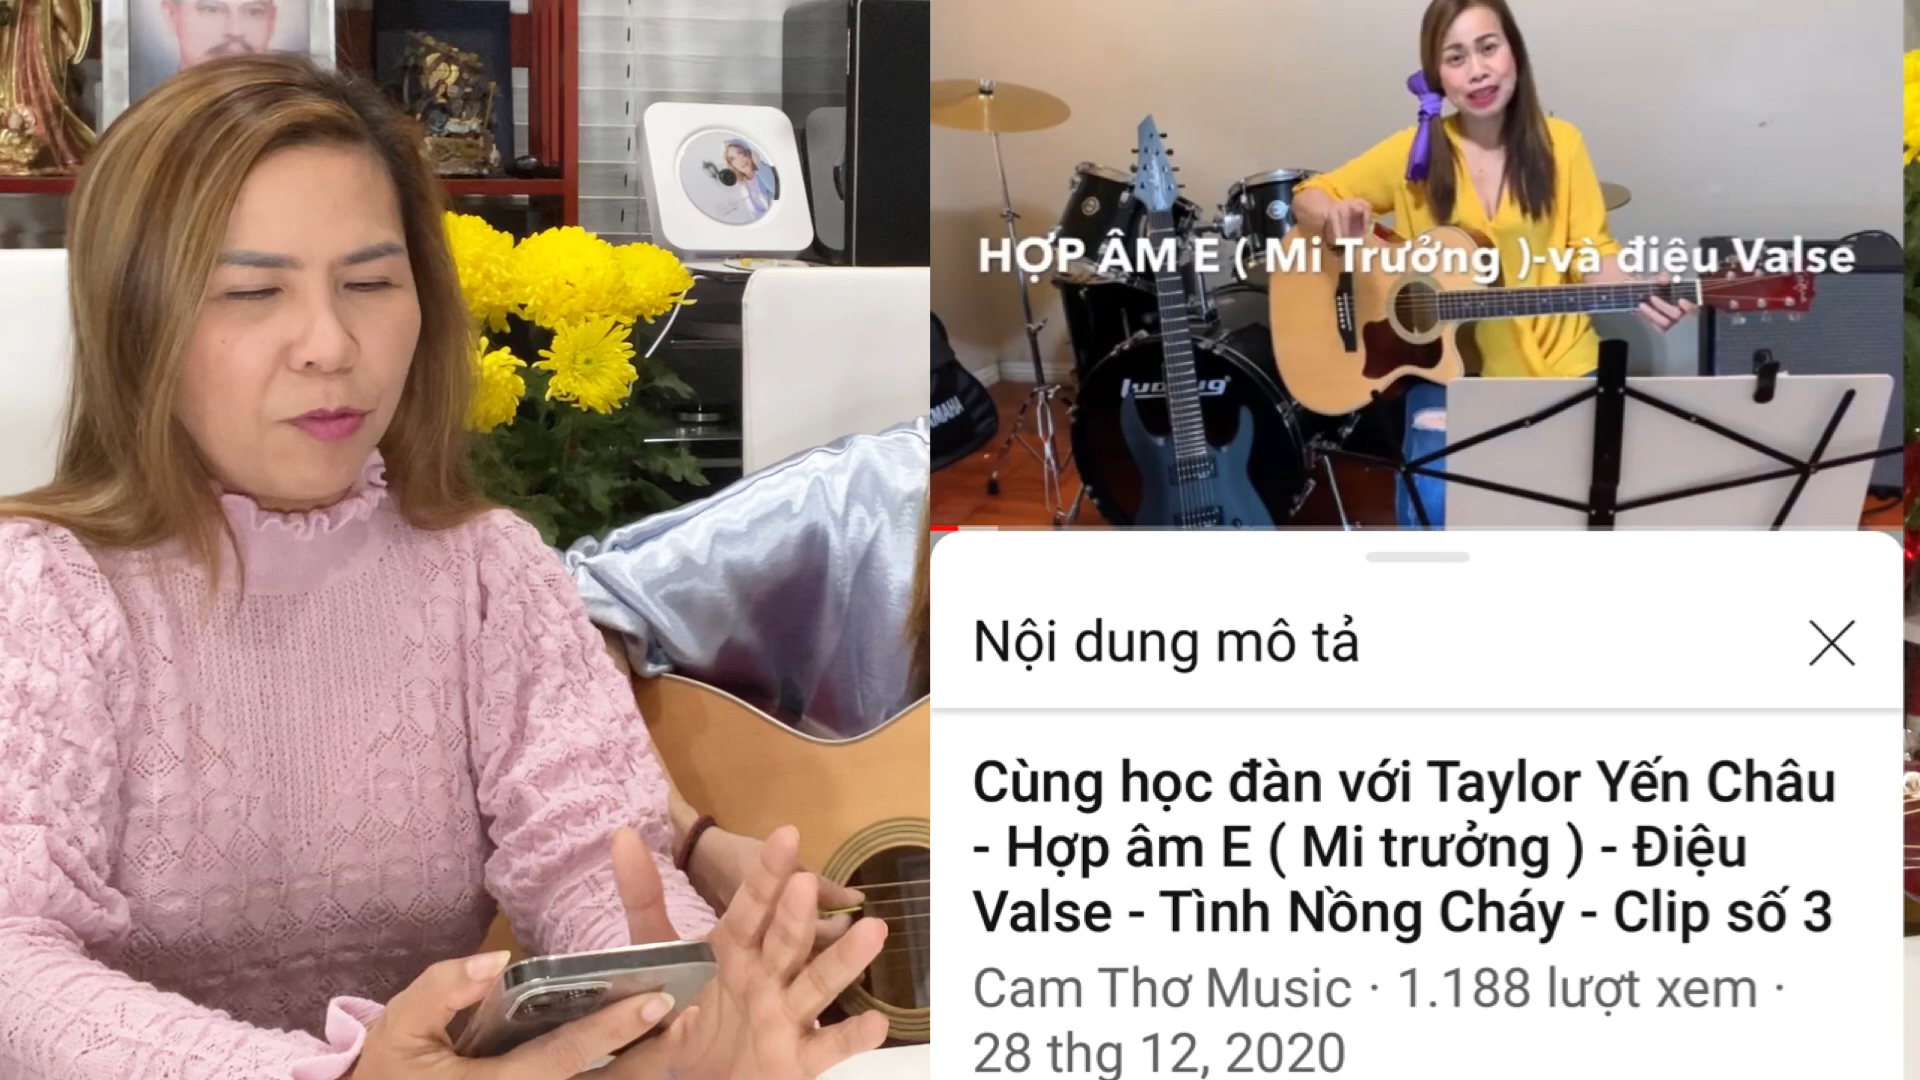 HỢP ÂM E ( Mi Trưởng )-và điệu Valse
YAMAHA
Nội dung mô tả
Cùng học đàn với Taylor Yến Châu
- Hợp âm E ( Mi trưởng ) - Điệu
Valse - Tình Nồng Cháy - Clip số 3
Cam Thơ Music · 1.188 lượt xem ·
28 thg 12, 2020